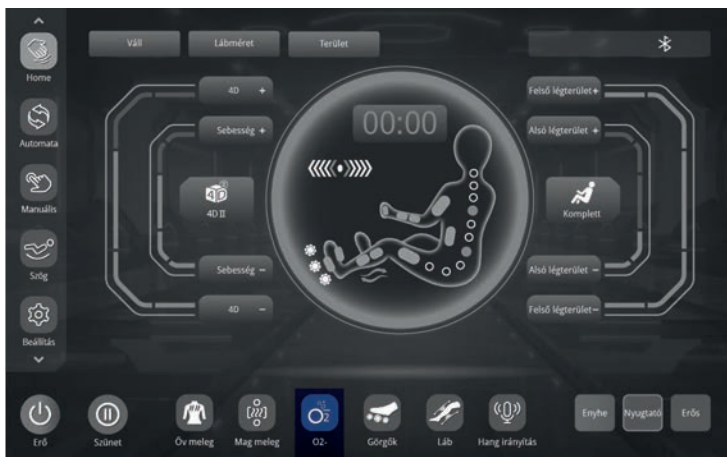 Váll
Lábméret
Terület
Home
Automata
Manuális
Szög
Beállítás
4D +
Sebesség +
4D
4D II
Sebesség −
4D −
00:00
Felső légterület+
Alsó légterület +
Komplett
Alsó légterület −
Felső légterület−
Erő
Szünet
Öv meleg
Mag meleg
O2
O2-
Görgők
Láb
Hang irányítás
Enyhe
Nyugtató
Erős